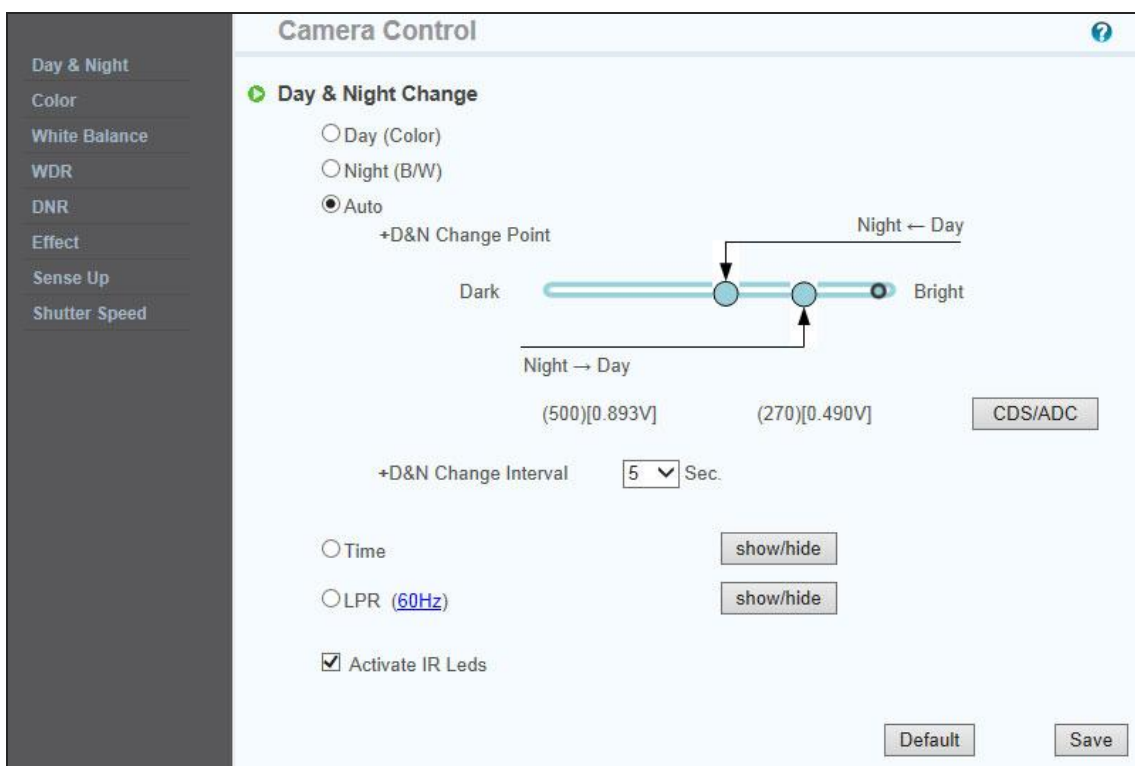 Camera Control
?
Day & Night
Color
White Balance
WDR
DNR
Effect
Sense Up
Shutter Speed
Day & Night Change
Day (Color)
Night (B/W)
Auto
+D&N Change Point
Night ← Day
Dark
Bright
Night → Day
(500)[0.893V] (270)[0.490V] CDS/ADC
+D&N Change Interval 5 Sec.
Time show/hide
LPR (60Hz) show/hide
Activate IR Leds
Default Save